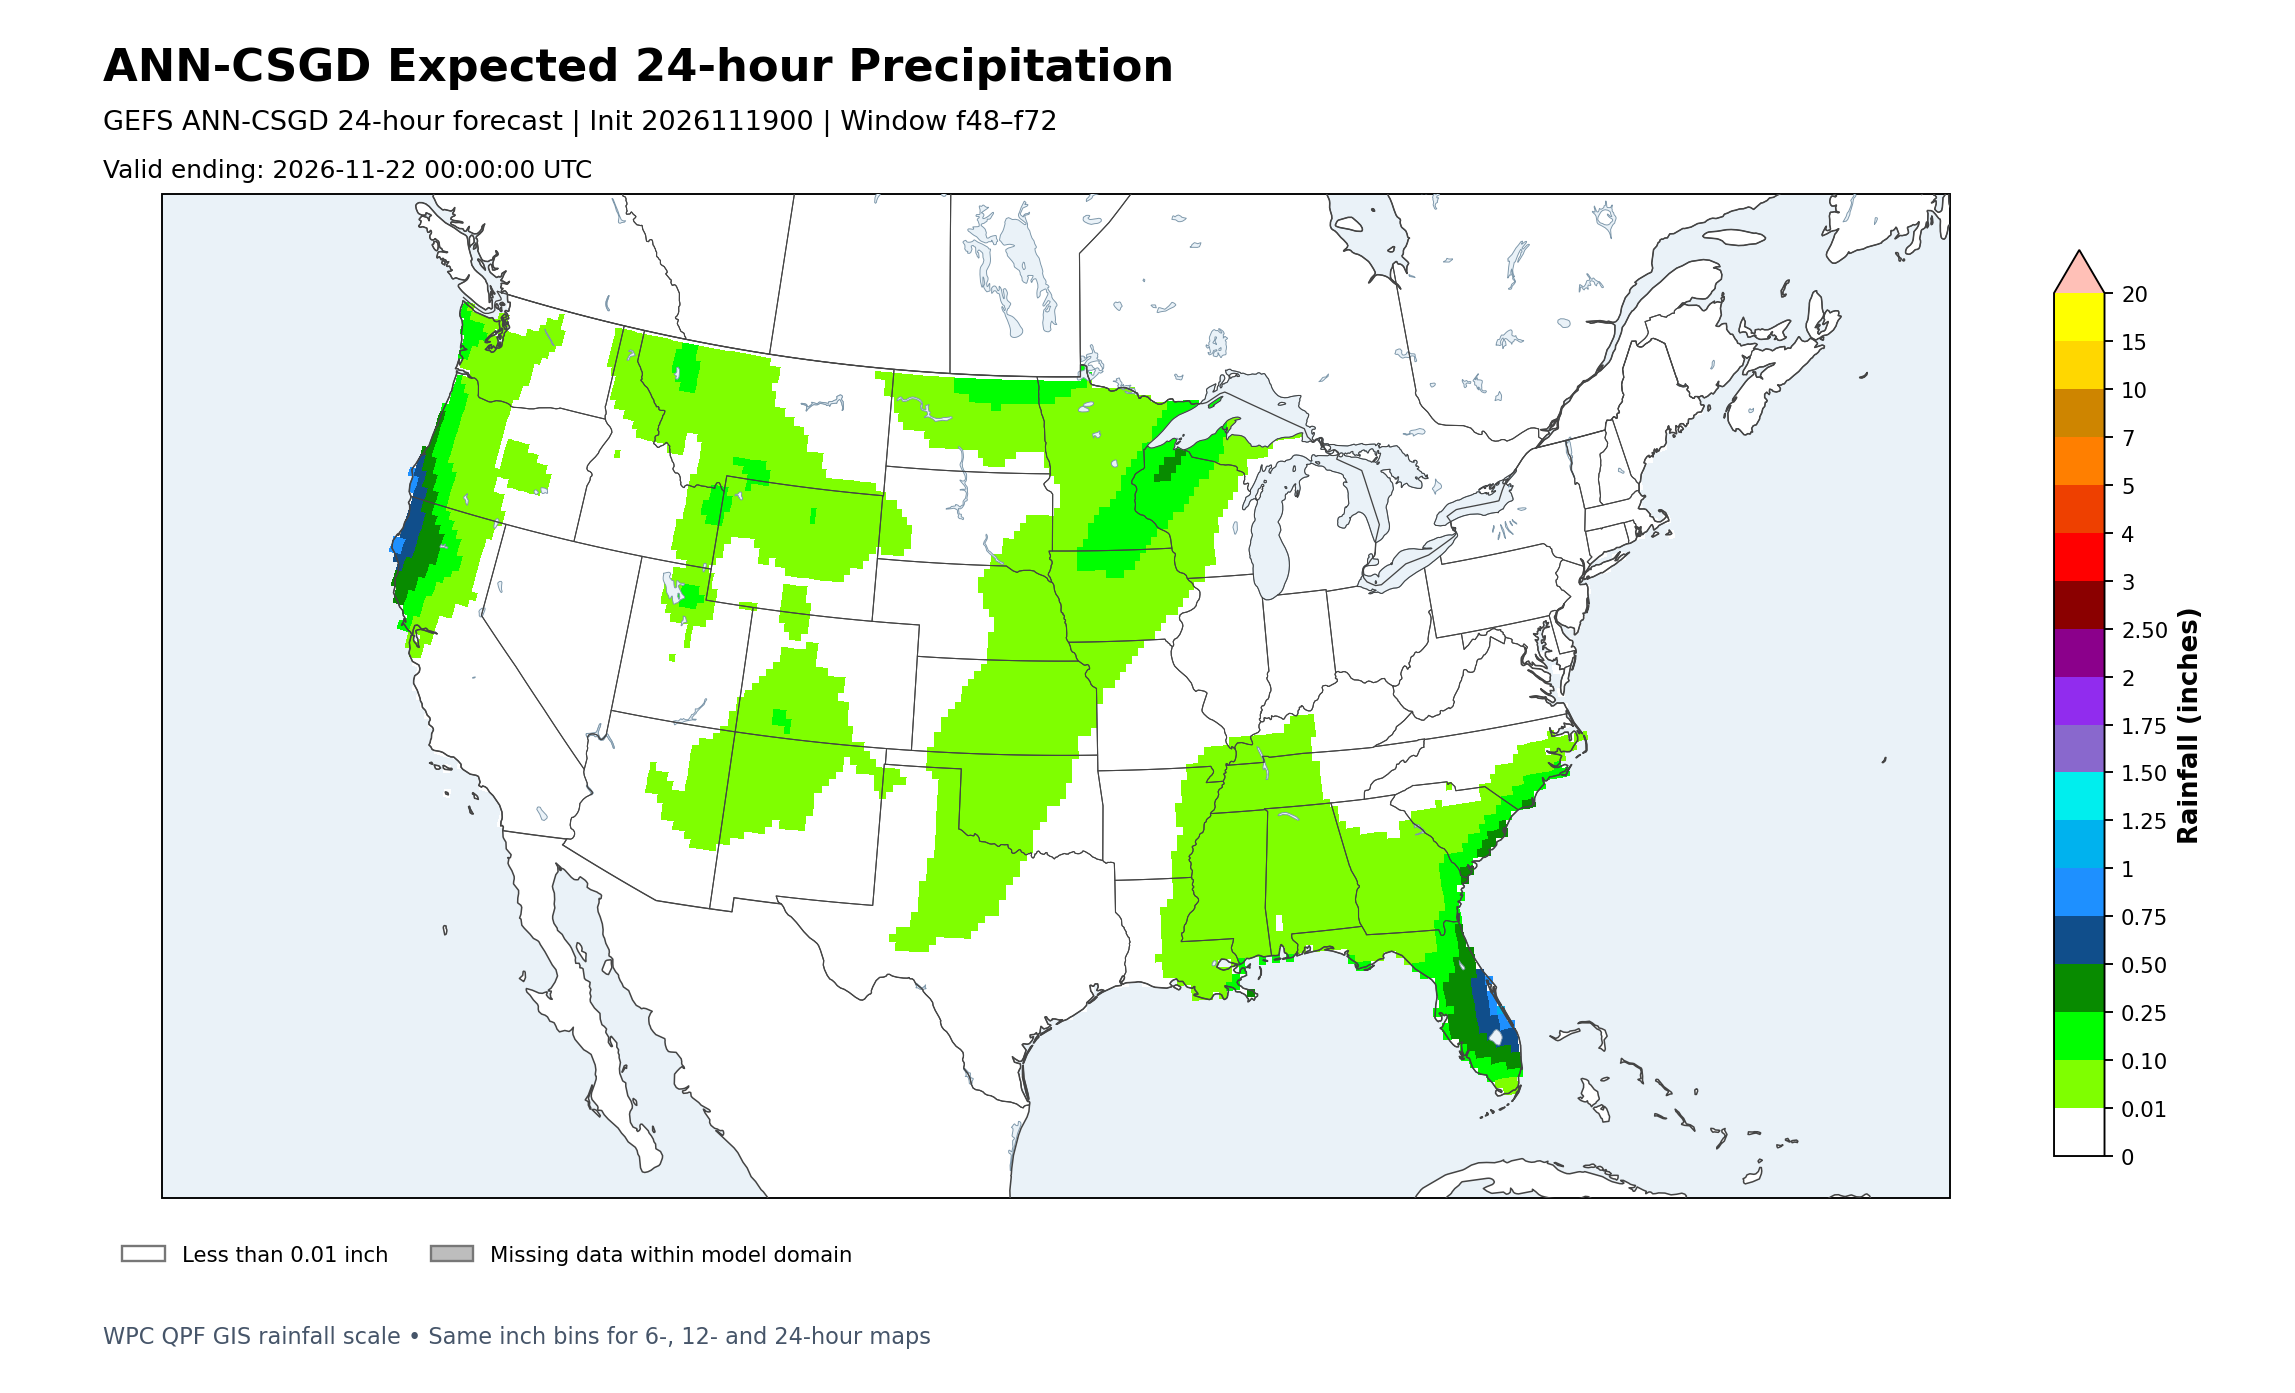 ANN-CSGD Expected 24-hour Precipitation
GEFS ANN-CSGD 24-hour forecast | Init 2026111900 | Window f48–f72
Valid ending: 2026-11-22 00:00:00 UTC
20
15
10
7
5
4
3
2.50
2
1.75
1.50
1.25
1
0.75
0.50
0.25
0.10
0.01
0
Rainfall (inches)
Less than 0.01 inch
Missing data within model domain
WPC QPF GIS rainfall scale • Same inch bins for 6-, 12- and 24-hour maps